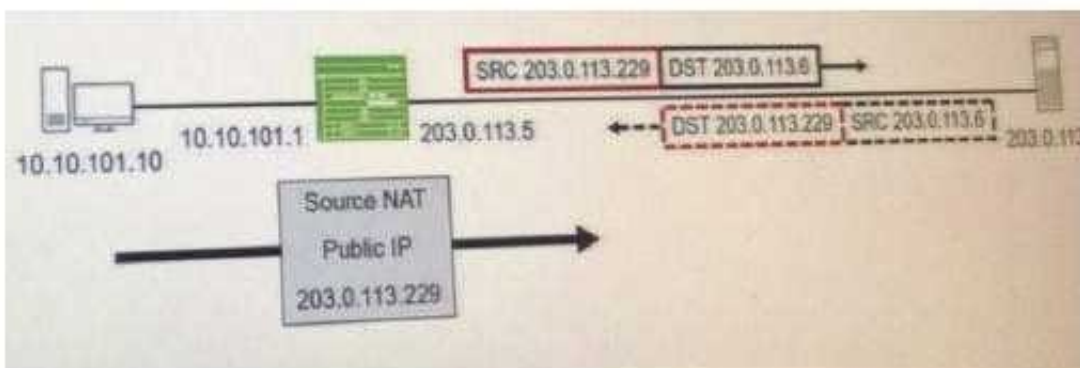 SRC 203.0.113.229 DST 203.0.113.6
DST 203.0.113.229 SRC 203.0.113.6
10.10.101.10
10.10.101.1
203.0.113.5
Source NAT
Public IP
203.0.113.229